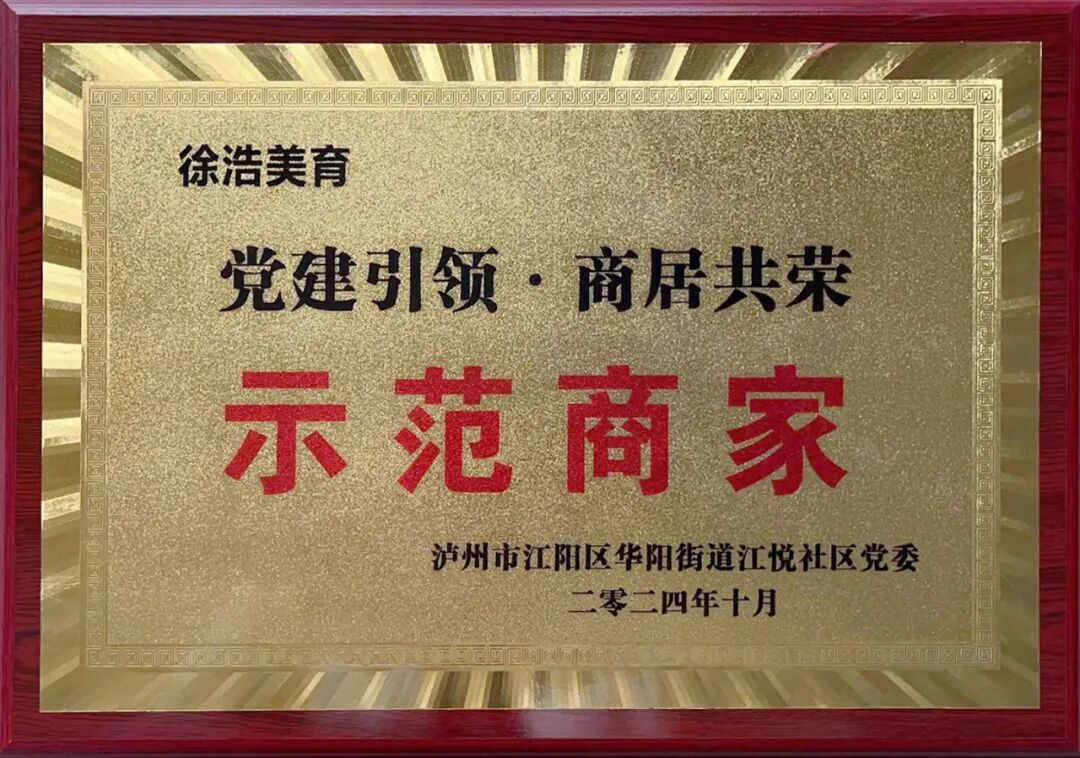 徐浩美育
党建引领·商居共荣
示范商家
泸州市江阳区华阳街道江悦社区党委
二零二四年十月